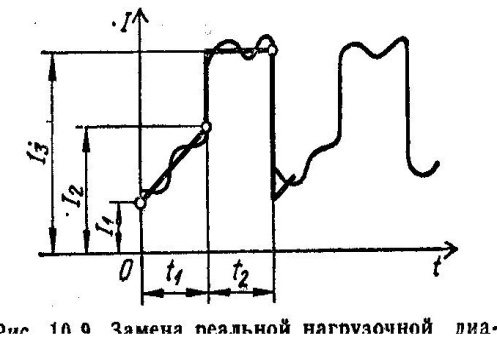 I
I₃
I₂
I₁
0
t₁
t₂
t
Рис. 10.9 Замена реальной нагрузочной диа-